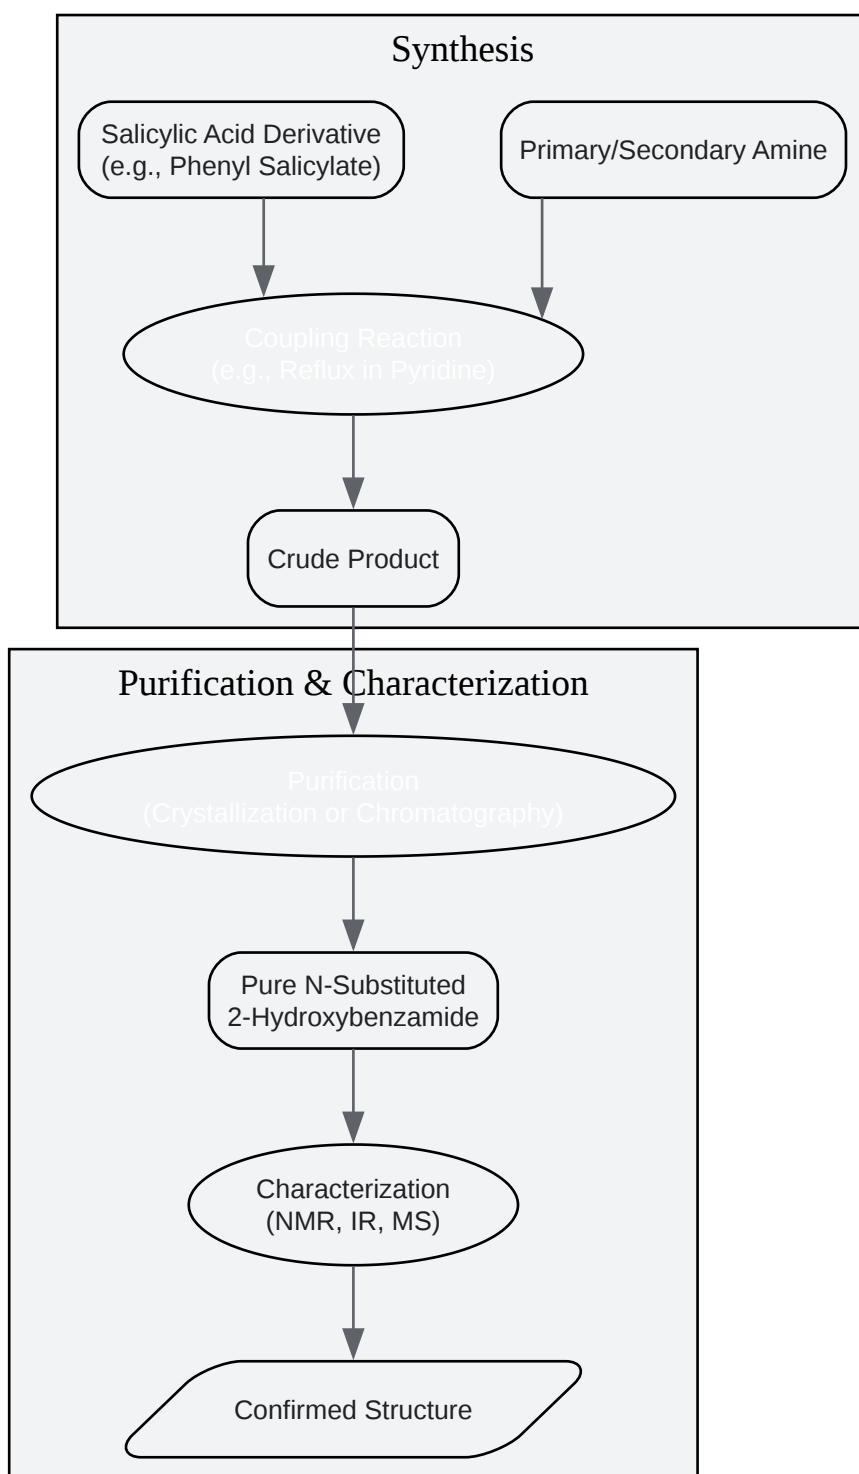 Synthesis
Salicylic Acid Derivative
(e.g., Phenyl Salicylate)
Primary/Secondary Amine
Coupling Reaction
(e.g., Reflux in Pyridine)
Crude Product
Purification & Characterization
Purification
(Crystallization or Chromatography)
Pure N-Substituted
2-Hydroxybenzamide
Characterization
(NMR, IR, MS)
Confirmed Structure